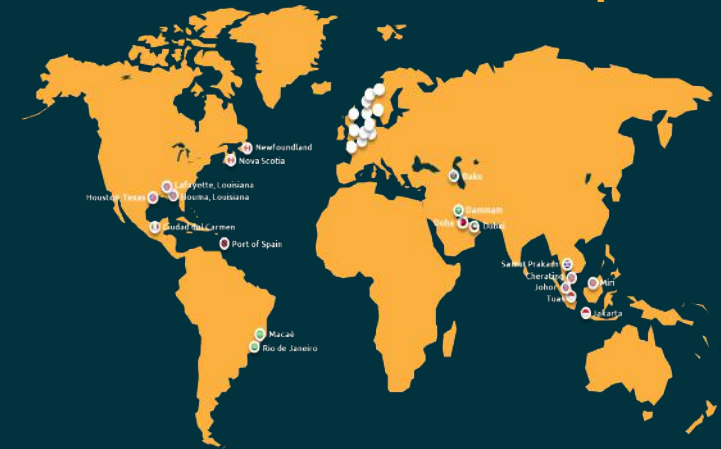 Newfoundland
Nova Scotia
Lafayette, Louisiana
Houston, Texas
Houma, Louisiana
Ciudad del Carmen
Port of Spain
Macaé
Rio de Janeiro
Baku
Dammam
Doha
Dubai
Samut Prakarn
Cherating
Miri
Johor
Tuas
Jakarta